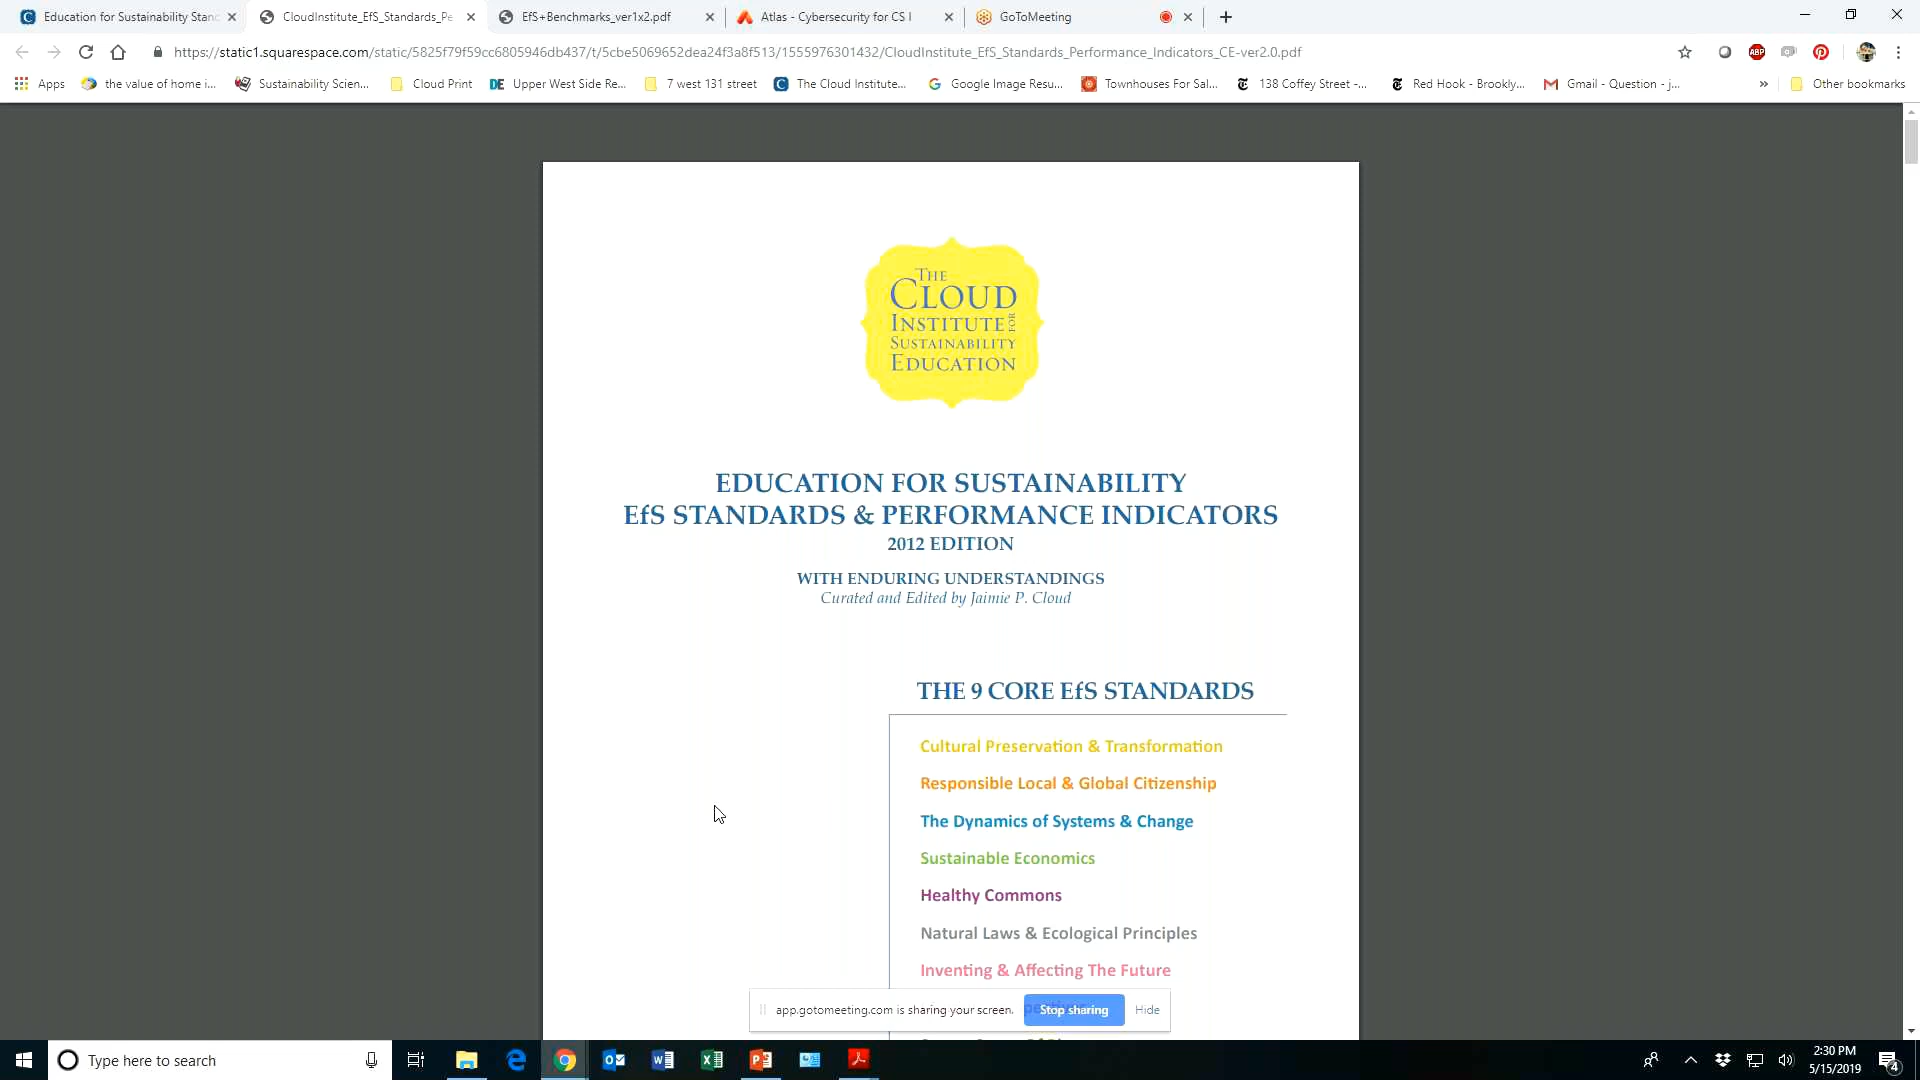 Education for Sustainability Stanc
CloudInstitute_EfS_Standards_Pe
EfS+Benchmarks_ver1x2.pdf
Atlas - Cybersecurity for CS I
GoToMeeting
https://static1.squarespace.com/static/5825f79f59cc6805946db437/t/5cbe5069652dea24f3a8f513/1555976301432/CloudInstitute_EfS_Standards_Performance_Indicators_CE-ver2.0.pdf
ABP
Apps
the value of home i...
Sustainability Scien...
Cloud Print
DE Upper West Side Re...
7 west 131 street
C The Cloud Institute...
G Google Image Resu...
Townhouses For Sal...
138 Coffey Street -...
Red Hook - Brookly...
Gmail - Question - j...
»
Other bookmarks
THE
CLOUD
INSTITUTE FOR
SUSTAINABILITY
EDUCATION
EDUCATION FOR SUSTAINABILITY
EfS STANDARDS & PERFORMANCE INDICATORS
2012 EDITION
WITH ENDURING UNDERSTANDINGS
Curated and Edited by Jaimie P. Cloud
THE 9 CORE EfS STANDARDS
Cultural Preservation & Transformation
Responsible Local & Global Citizenship
The Dynamics of Systems & Change
Sustainable Economics
Healthy Commons
Natural Laws & Ecological Principles
Inventing & Affecting The Future
app.gotomeeting.com is sharing your screen.
Stop sharing
Hide
Type here to search
2:30 PM
5/15/2019
4